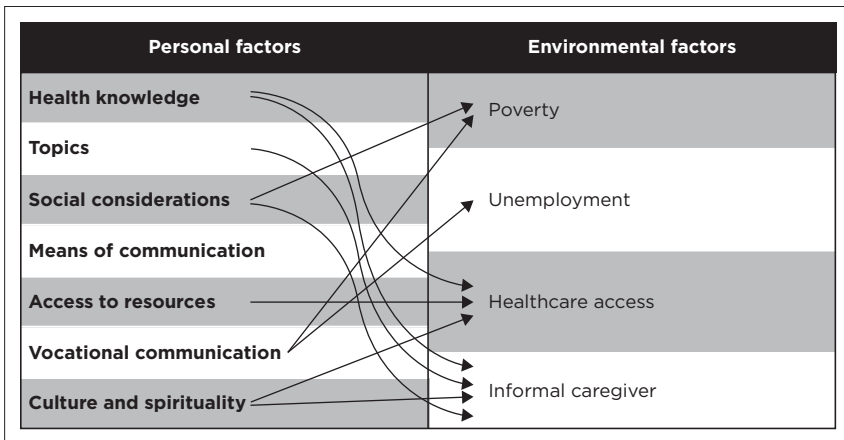 Personal factors
Environmental factors
Health knowledge
Topics
Social considerations
Means of communication
Access to resources
Vocational communication
Culture and spirituality
Poverty
Unemployment
Healthcare access
Informal caregiver